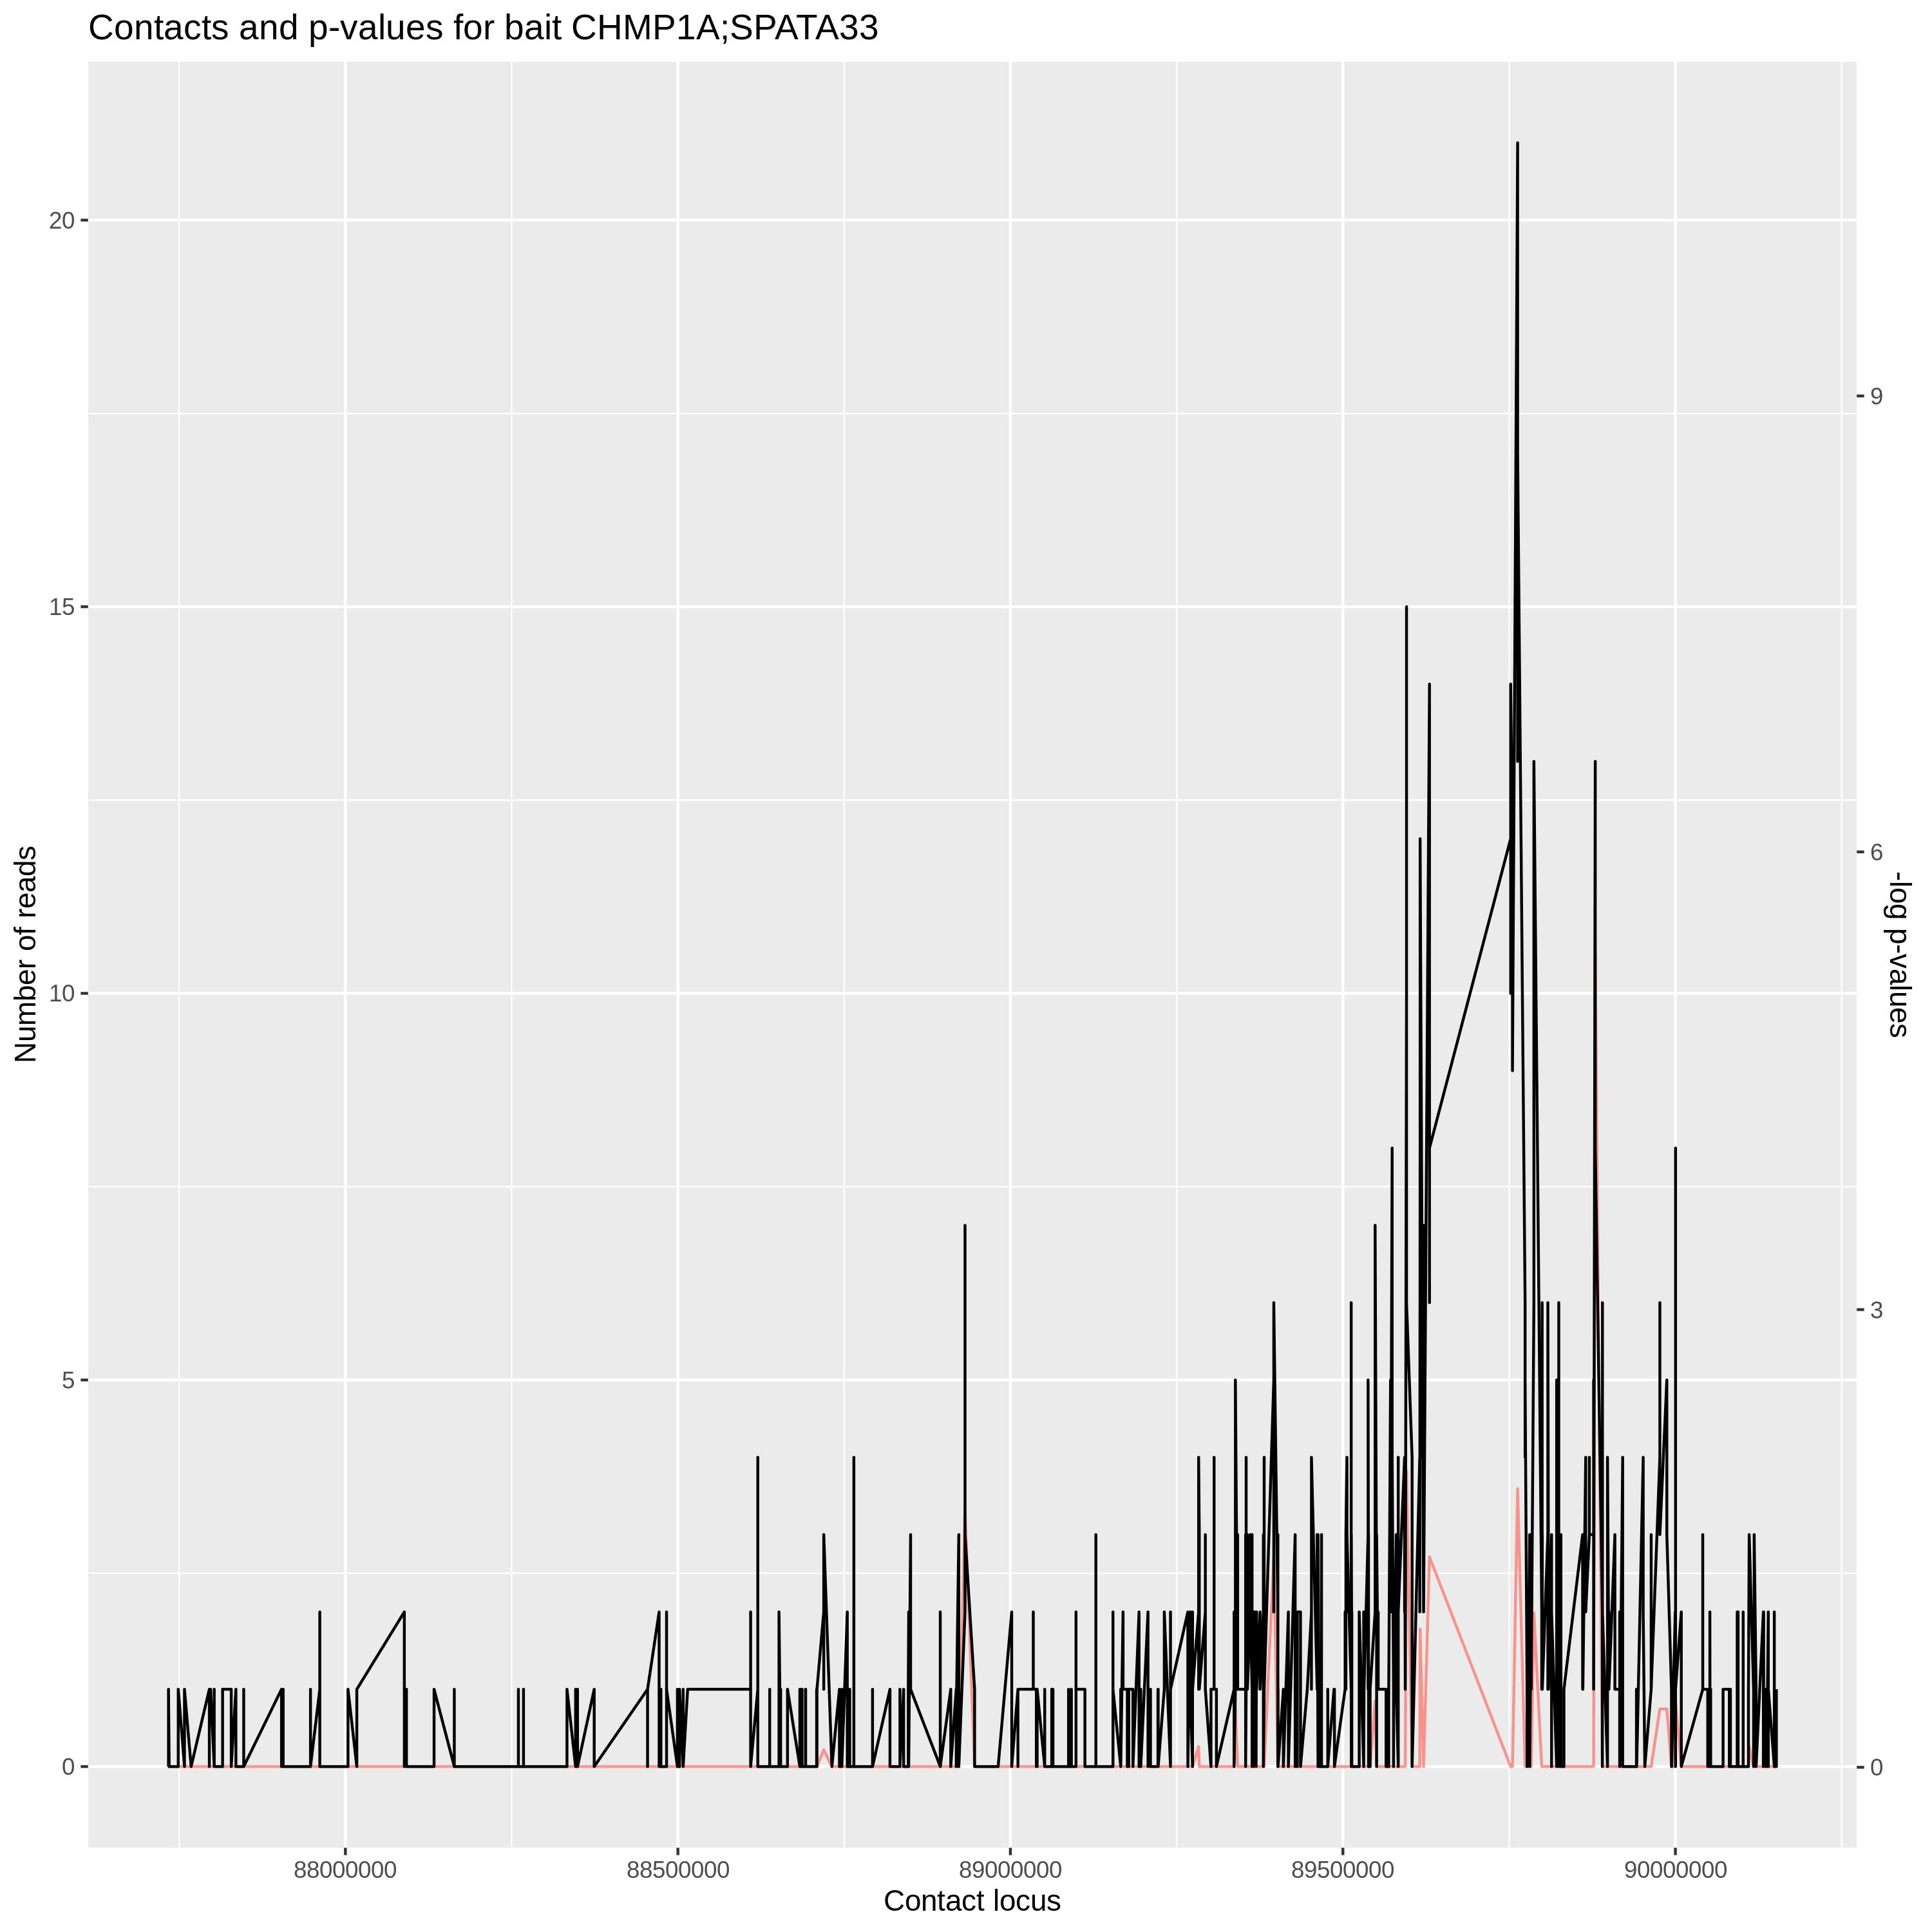 Contacts and p-values for bait CHMP1A;SPATA33
20
15
10
5
0
Number of reads
9
6
3
0
-log p-values
88000000 88500000 89000000 89500000 90000000
Contact locus